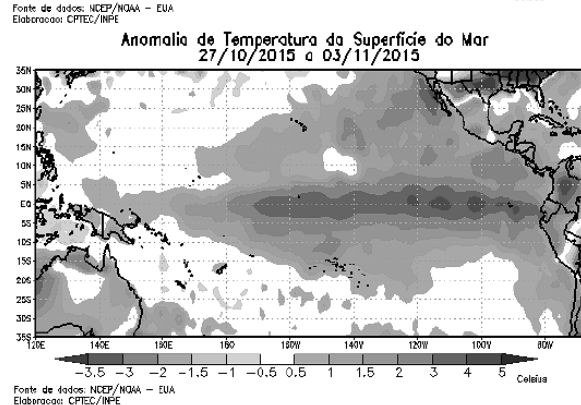 Fonte de dados: NCEP/NOAA - EUA
Elaboracao: CPTEC/INPE
Anomalia de Temperatura da Superfície do Mar
27/10/2015 a 03/11/2015
35N
30N
25N
20N
15N
10N
5N
EQ
5S
10S
15S
20S
25S
30S
35S
120E 140E 160E 180 160W 140W 120W 100W 80W
-3.5 -3 -2 -1.5 -1 -0.5 0.5 1 1.5 2 3 4 5
Celsius
Fonte de dados: NCEP/NOAA - EUA
Elaboracao: CPTEC/INPE